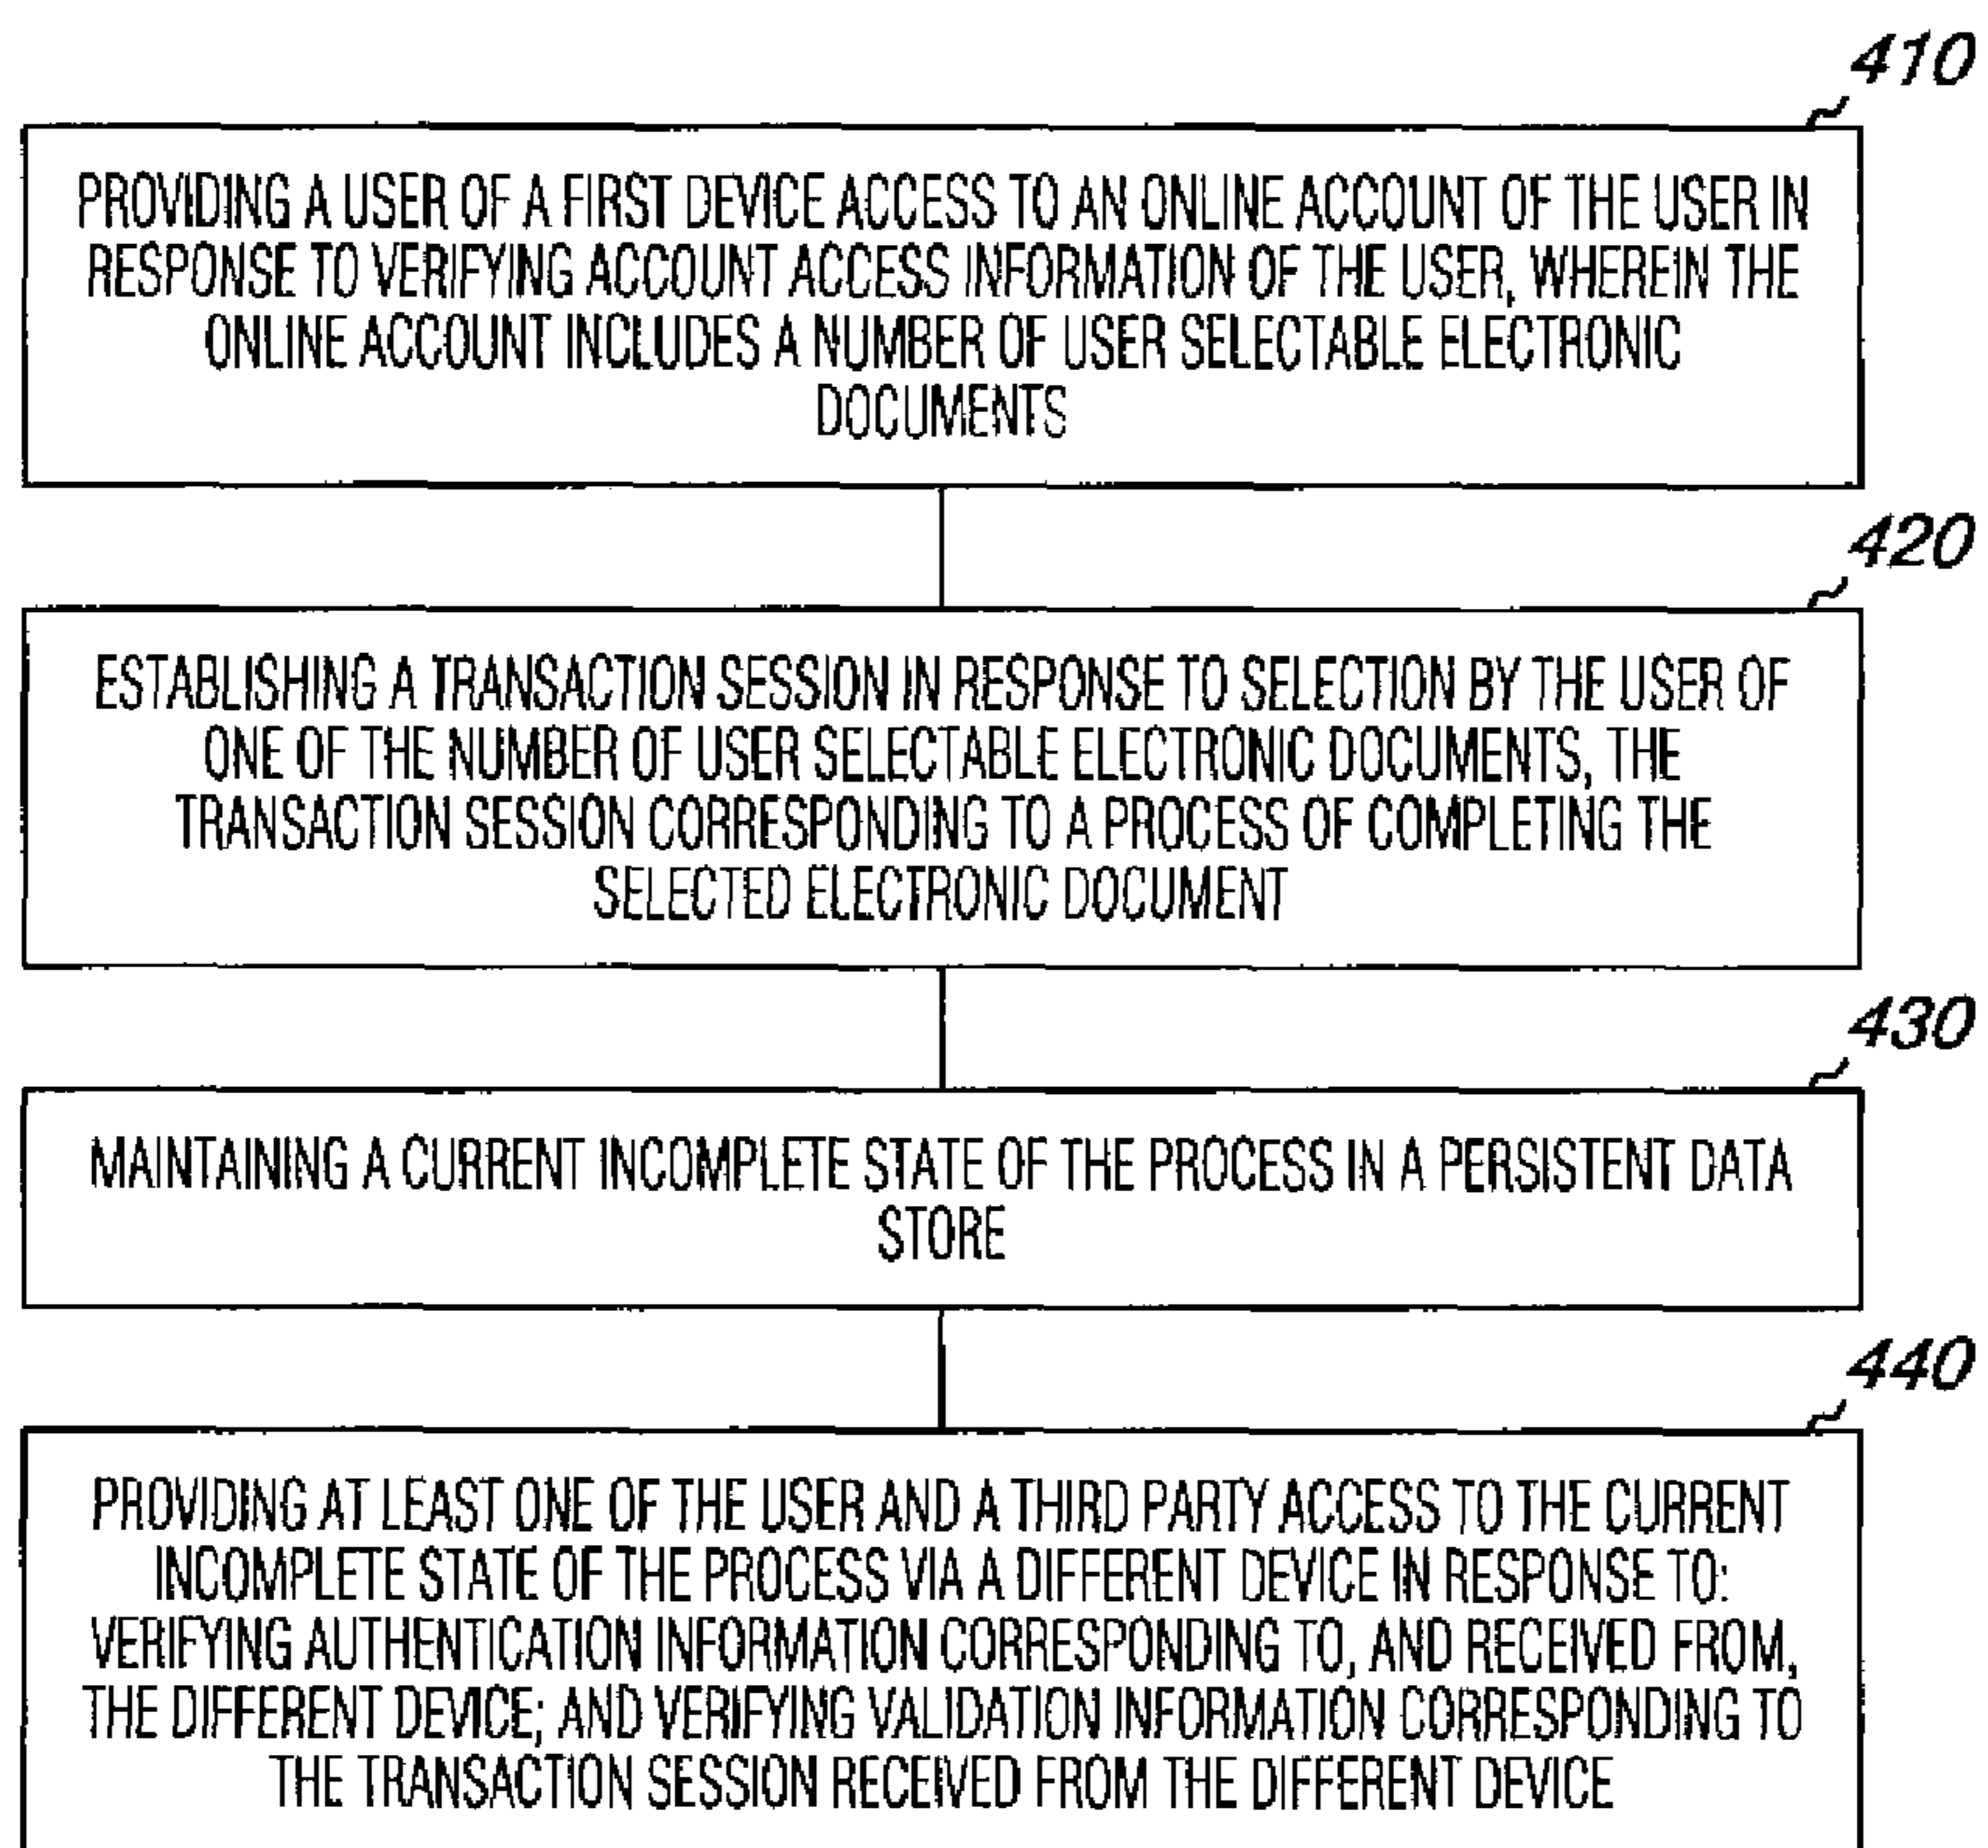 410
PROVIDING A USER OF A FIRST DEVICE ACCESS TO AN ONLINE ACCOUNT OF THE USER IN
RESPONSE TO VERIFYING ACCOUNT ACCESS INFORMATION OF THE USER, WHEREIN THE
ONLINE ACCOUNT INCLUDES A NUMBER OF USER SELECTABLE ELECTRONIC
DOCUMENTS
420
ESTABLISHING A TRANSACTION SESSION IN RESPONSE TO SELECTION BY THE USER OF
ONE OF THE NUMBER OF USER SELECTABLE ELECTRONIC DOCUMENTS, THE
TRANSACTION SESSION CORRESPONDING TO A PROCESS OF COMPLETING THE
SELECTED ELECTRONIC DOCUMENT
430
MAINTAINING A CURRENT INCOMPLETE STATE OF THE PROCESS IN A PERSISTENT DATA
STORE
440
PROVIDING AT LEAST ONE OF THE USER AND A THIRD PARTY ACCESS TO THE CURRENT
INCOMPLETE STATE OF THE PROCESS VIA A DIFFERENT DEVICE IN RESPONSE TO:
VERIFYING AUTHENTICATION INFORMATION CORRESPONDING TO, AND RECEIVED FROM,
THE DIFFERENT DEVICE; AND VERIFYING VALIDATION INFORMATION CORRESPONDING TO
THE TRANSACTION SESSION RECEIVED FROM THE DIFFERENT DEVICE